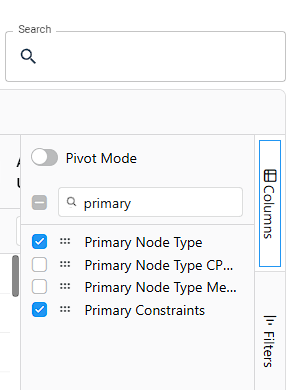 Search
Pivot Mode
primary
Primary Node Type
Primary Node Type CP...
Primary Node Type Me...
Primary Constraints
Columns
Filters